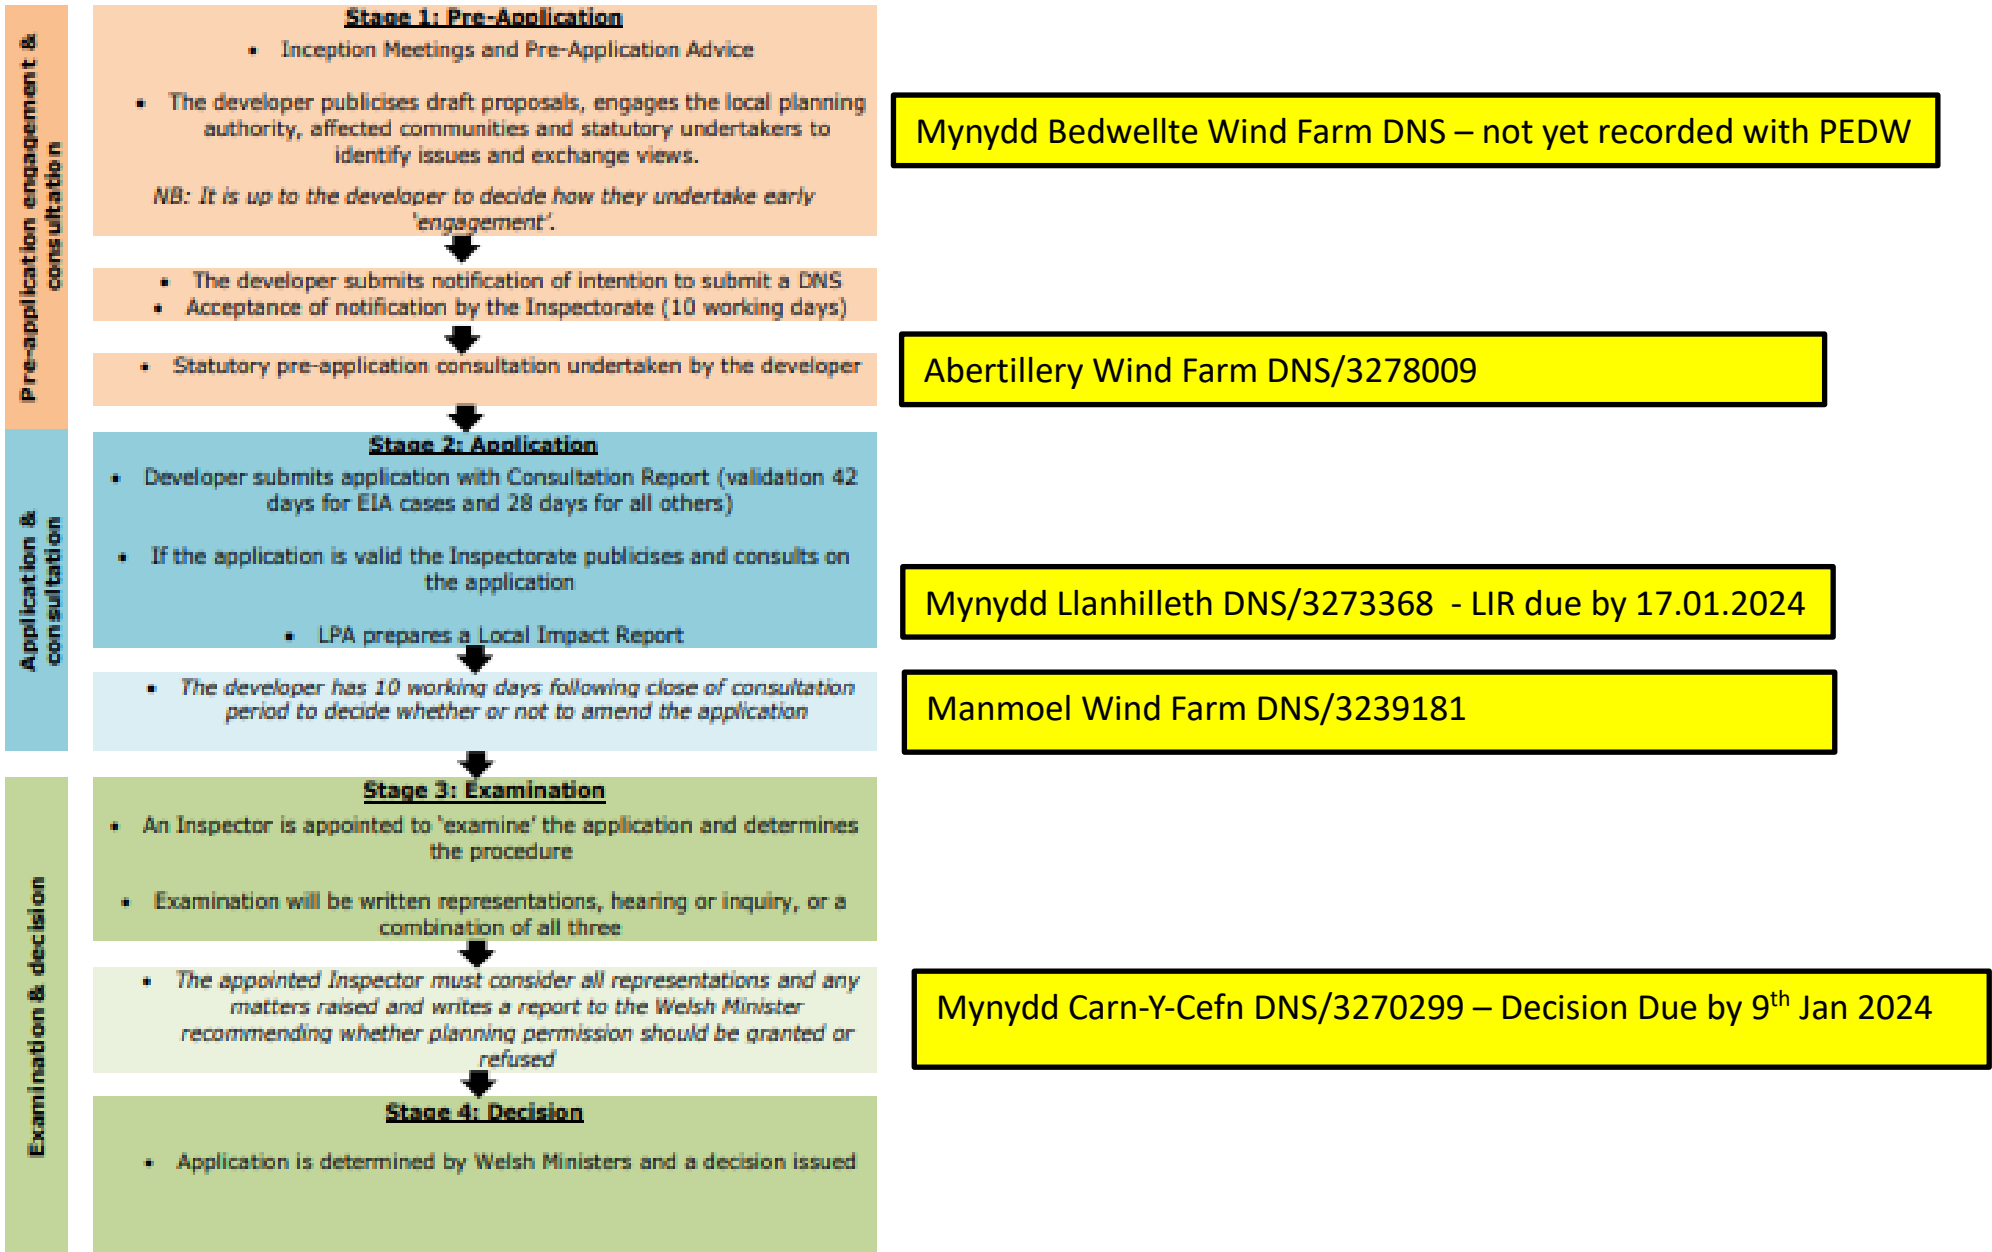 Pre-application engagement &
consultation
Stage 1: Pre-Application
• Inception Meetings and Pre-Application Advice
• The developer publicises draft proposals, engages the local planning
authority, affected communities and statutory undertakers to
identify issues and exchange views.
NB: It is up to the developer to decide how they undertake early
‘engagement’.
Mynydd Bedwellte Wind Farm DNS – not yet recorded with PEDW
• The developer submits notification of intention to submit a DNS
• Acceptance of notification by the Inspectorate (10 working days)
• Statutory pre-application consultation undertaken by the developer
Abertillery Wind Farm DNS/3278009
Application &
consultation
Stage 2: Application
• Developer submits application with Consultation Report (validation 42
days for EIA cases and 28 days for all others)
• If the application is valid the Inspectorate publicises and consults on
the application
• LPA prepares a Local Impact Report
Mynydd Llanhilleth DNS/3273368 - LIR due by 17.01.2024
• The developer has 10 working days following close of consultation
period to decide whether or not to amend the application
Manmoel Wind Farm DNS/3239181
Examination & decision
Stage 3: Examination
• An Inspector is appointed to ‘examine’ the application and determines
the procedure
• Examination will be written representations, hearing or inquiry, or a
combination of all three
• The appointed Inspector must consider all representations and any
matters raised and writes a report to the Welsh Minister
recommending whether planning permission should be granted or
refused
Mynydd Carn-Y-Cefn DNS/3270299 – Decision Due by 9th Jan 2024
Stage 4: Decision
• Application is determined by Welsh Ministers and a decision issued